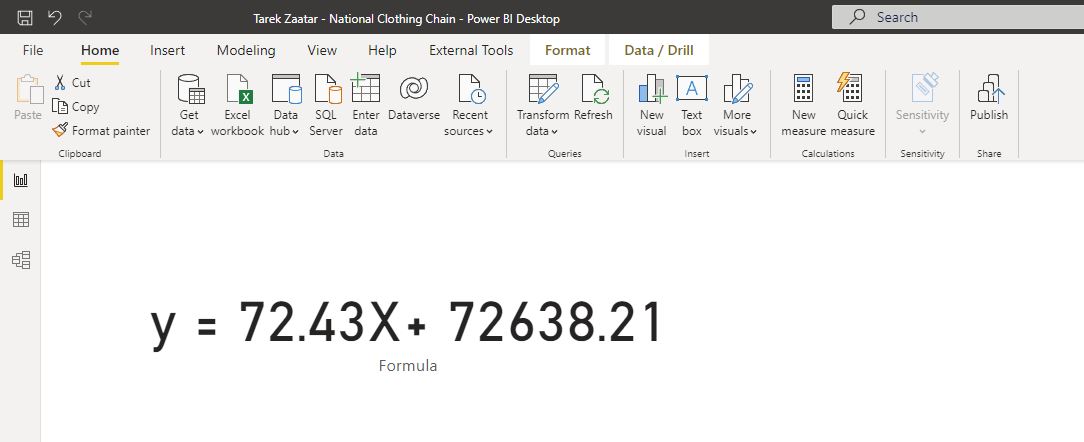 Tarek Zaatar - National Clothing Chain - Power BI Desktop
Search
File Home Insert Modeling View Help External Tools Format Data / Drill
Paste
Cut
Copy
Format painter
Get data
Excel workbook
Data hub
SQL Server
Enter data
Dataverse
Recent sources
Transform data
Refresh
New visual
Text box
More visuals
New measure
Quick measure
Sensitivity
Publish
Clipboard Data Queries Insert Calculations Sensitivity Share
y = 72.43X+ 72638.21
Formula